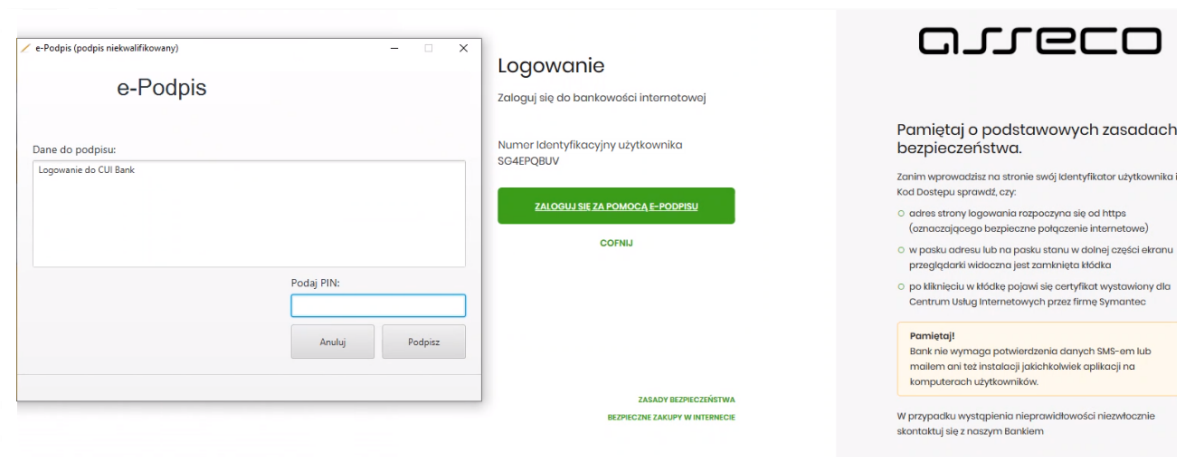 e-Podpis (podpis niekwalifikowany)
e-Podpis
Dane do podpisu:
Logowanie do CUI Bank
Podaj PIN:
Anuluj
Podpisz
Logowanie
Zaloguj się do bankowości internetowej
Numer Identyfikacyjny użytkownika
SG4EPQBUV
ZALOGUJ SIĘ ZA POMOCĄ E-PODPISU
COFNIJ
ZASADY BEZPIECZEŃSTWA
BEZPIECZNE ZAKUPY W INTERNECIE
asseco
Pamiętaj o podstawowych zasadach
bezpieczeństwa.
Zanim wprowadzisz na stronie swój Identyfikator użytkownika i
Kod Dostępu sprawdź, czy:
adres strony logowania rozpoczyna się od https
(oznaczającego bezpieczne połączenie internetowe)
w pasku adresu lub na pasku stanu w dolnej części ekranu
przeglądarki widoczna jest zamknięta kłódka
po kliknięciu w kłódkę pojawi się certyfikat wystawiony dla
Centrum Usług Internetowych przez firmę Symantec
Pamiętaj!
Bank nie wymaga potwierdzenia danych SMS-em lub
mailem ani też instalacji jakichkolwiek aplikacji na
komputerach użytkowników.
W przypadku wystąpienia nieprawidłowości niezwłocznie
skontaktuj się z naszym Bankiem